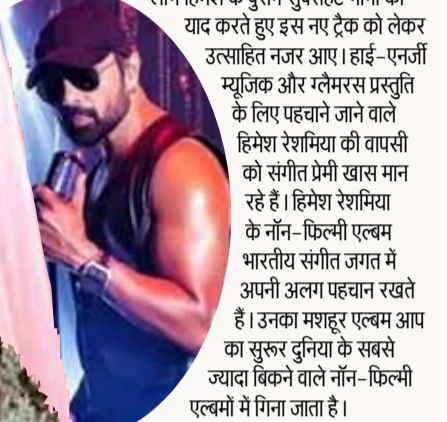 याद करते हुए इस नए ट्रैक को लेकर
उत्साहित नजर आए। हाई-एनर्जी
म्यूजिक और ग्लैमरस प्रस्तुति
के लिए पहचाने जाने वाले
हिमेश रेशमिया की वापसी
को संगीत प्रेमी खास मान
रहे हैं। हिमेश रेशमिया
के नॉन-फिल्मी एल्बम
भारतीय संगीत जगत में
अपनी अलग पहचान रखते
हैं। उनका मशहूर एल्बम आप
का सुरूर दुनिया के सबसे
ज्यादा बिकने वाले नॉन-फिल्मी
एल्बमों में गिना जाता है।